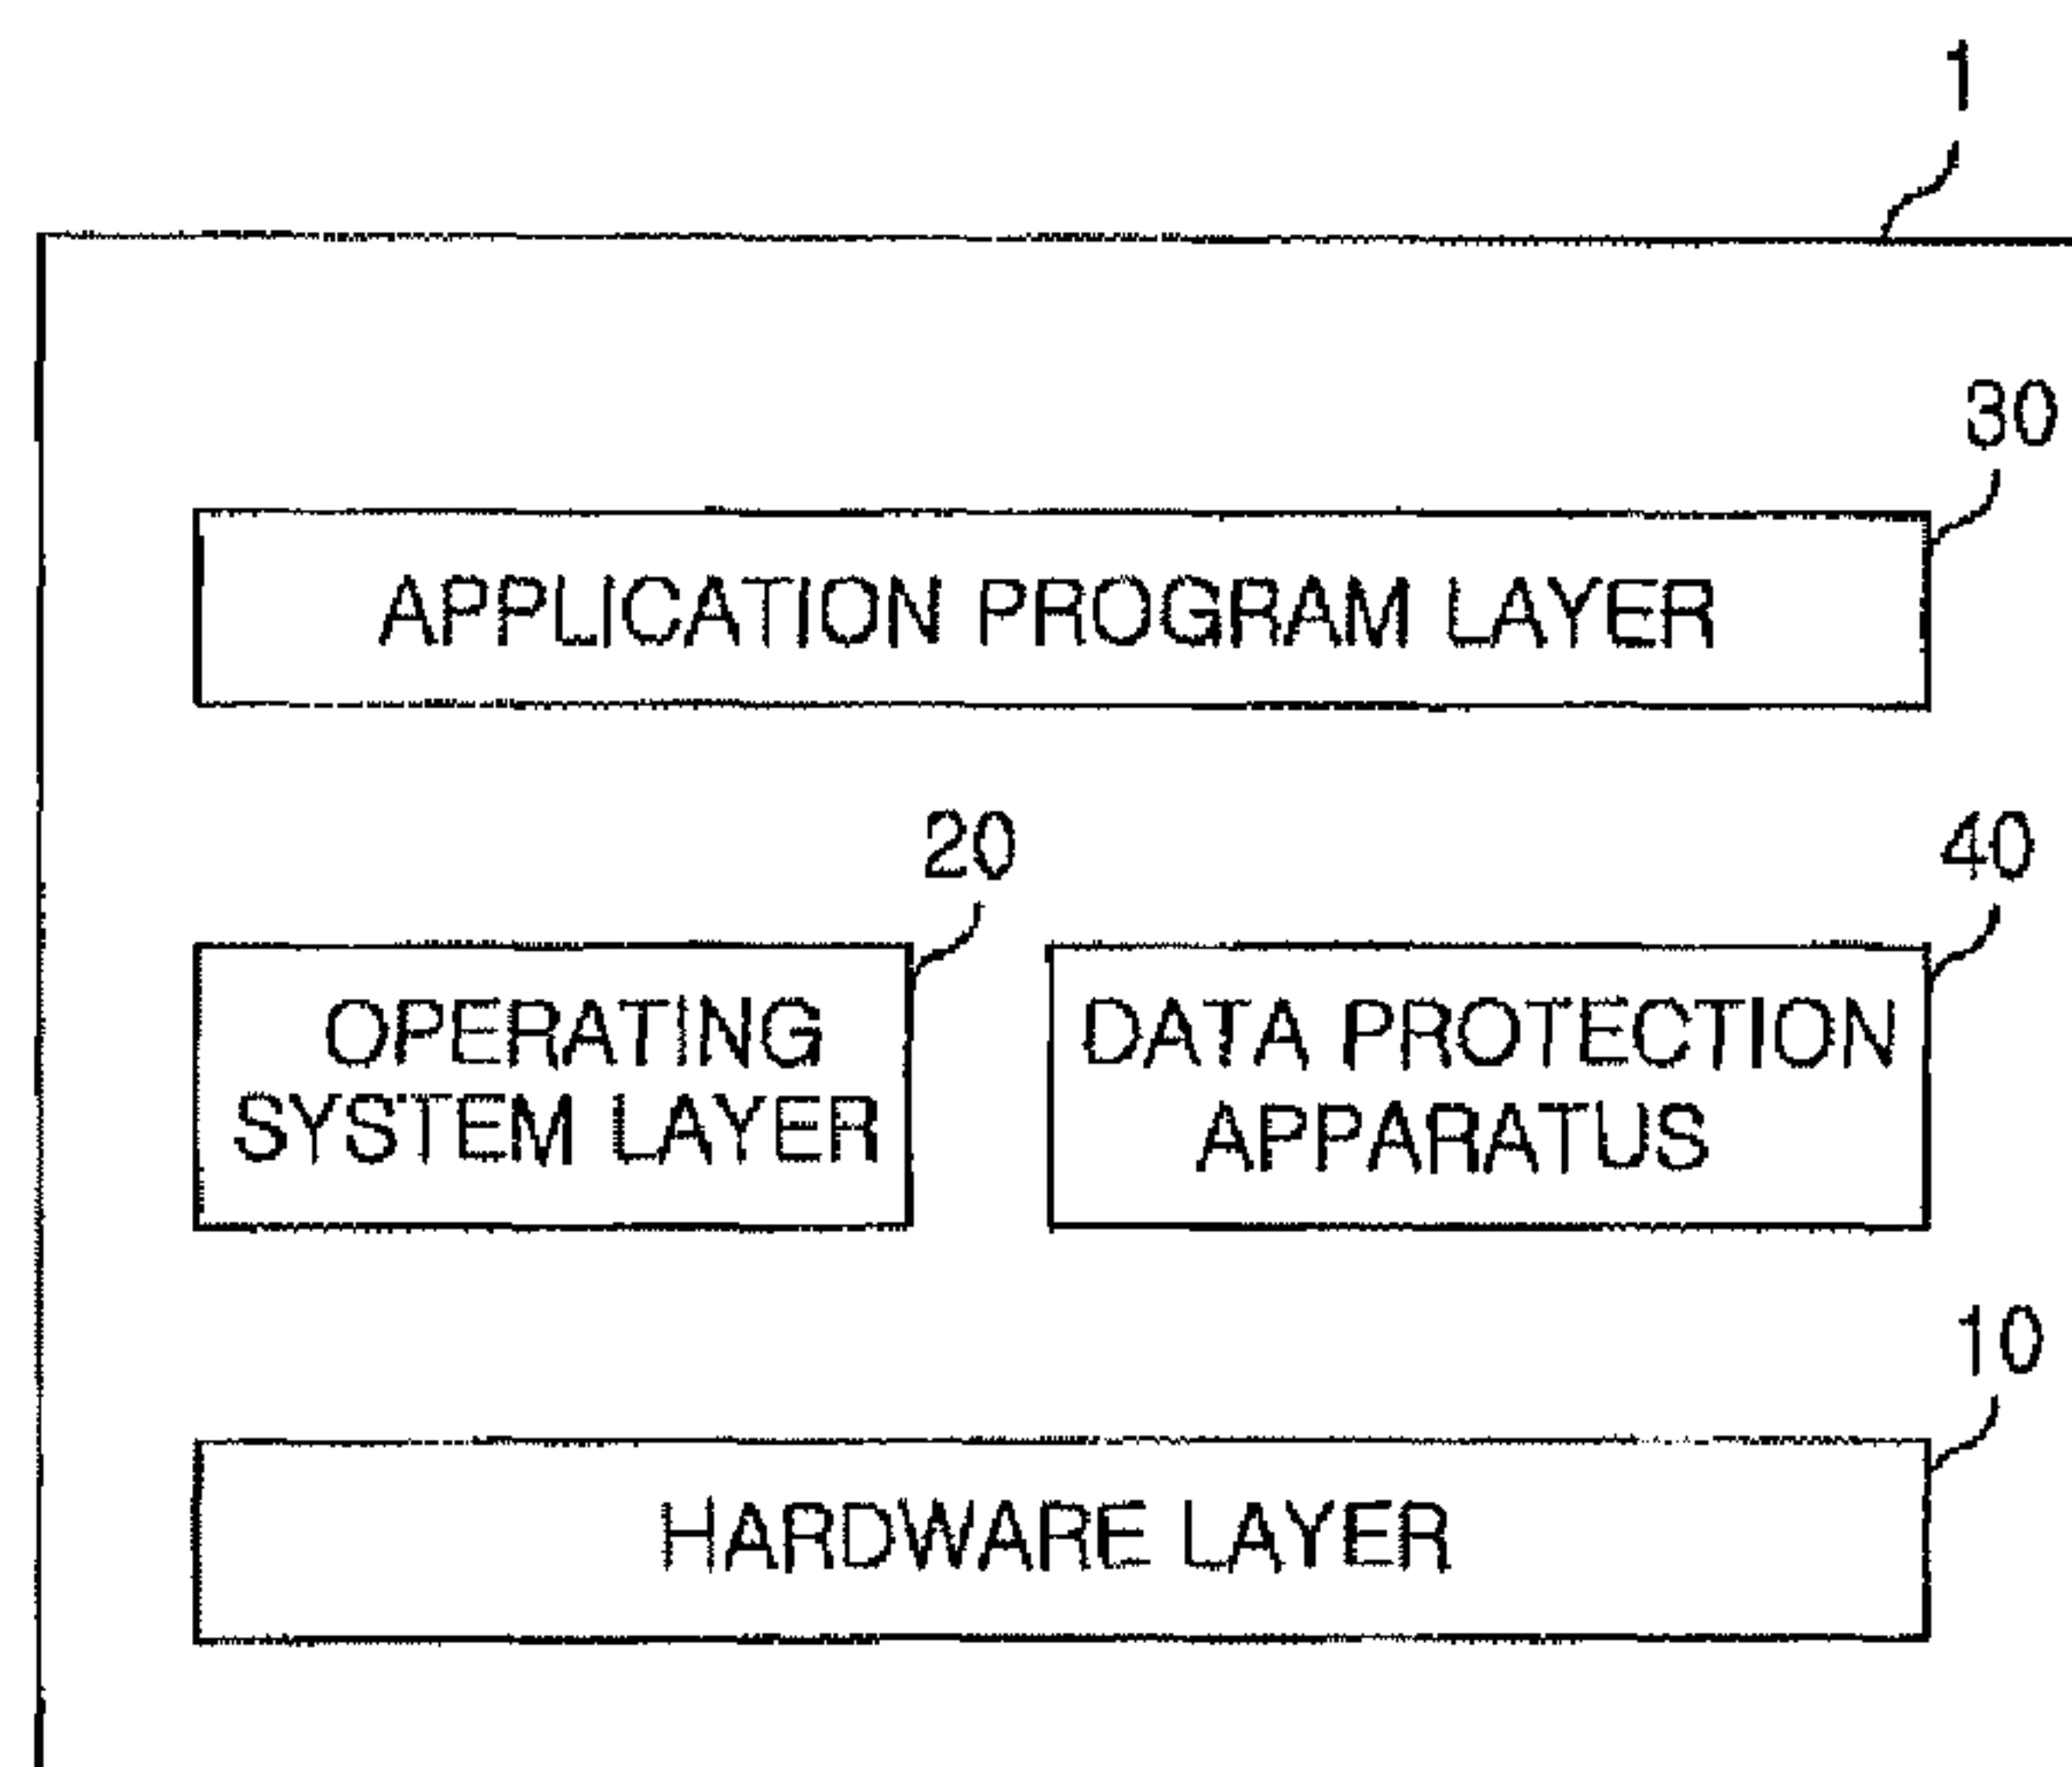 1
30
APPLICATION PROGRAM LAYER
20
40
OPERATING
SYSTEM LAYER
DATA PROTECTION
APPARATUS
10
HARDWARE LAYER